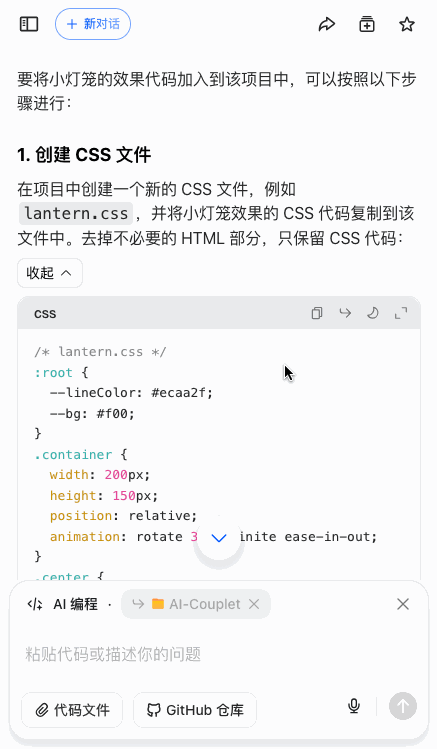 + 新对话
要将小灯笼的效果代码加入到该项目中，可以按照以下步
骤进行：
1. 创建 CSS 文件
在项目中创建一个新的 CSS 文件，例如
lantern.css，并将小灯笼效果的 CSS 代码复制到该
文件中。去掉不必要的 HTML 部分，只保留 CSS 代码：
收起
css
/* lantern.css */
:root {
--lineColor: #ecaa2f;
--bg: #f00;
}
.container {
width: 200px;
height: 150px;
position: relative;
animation: rotate 3 inite ease-in-out;
}
.center {
AI 编程 · AI-Couplet
粘贴代码或描述你的问题
代码文件 GitHub 仓库